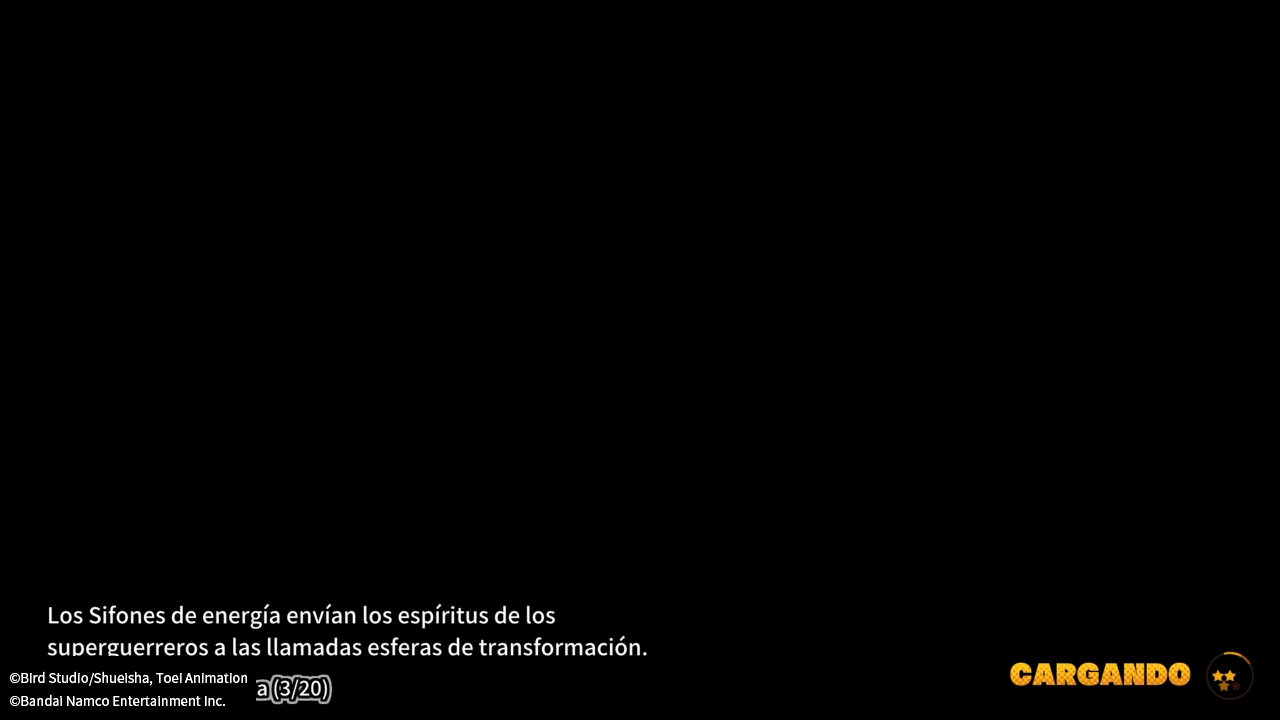 Los Sifones de energía envían los espíritus de los
superguerreros a las llamadas esferas de transformación.
©Bird Studio/Shueisha, Toei Animation
©Bandai Namco Entertainment Inc.
a (3/20)
CARGANDO